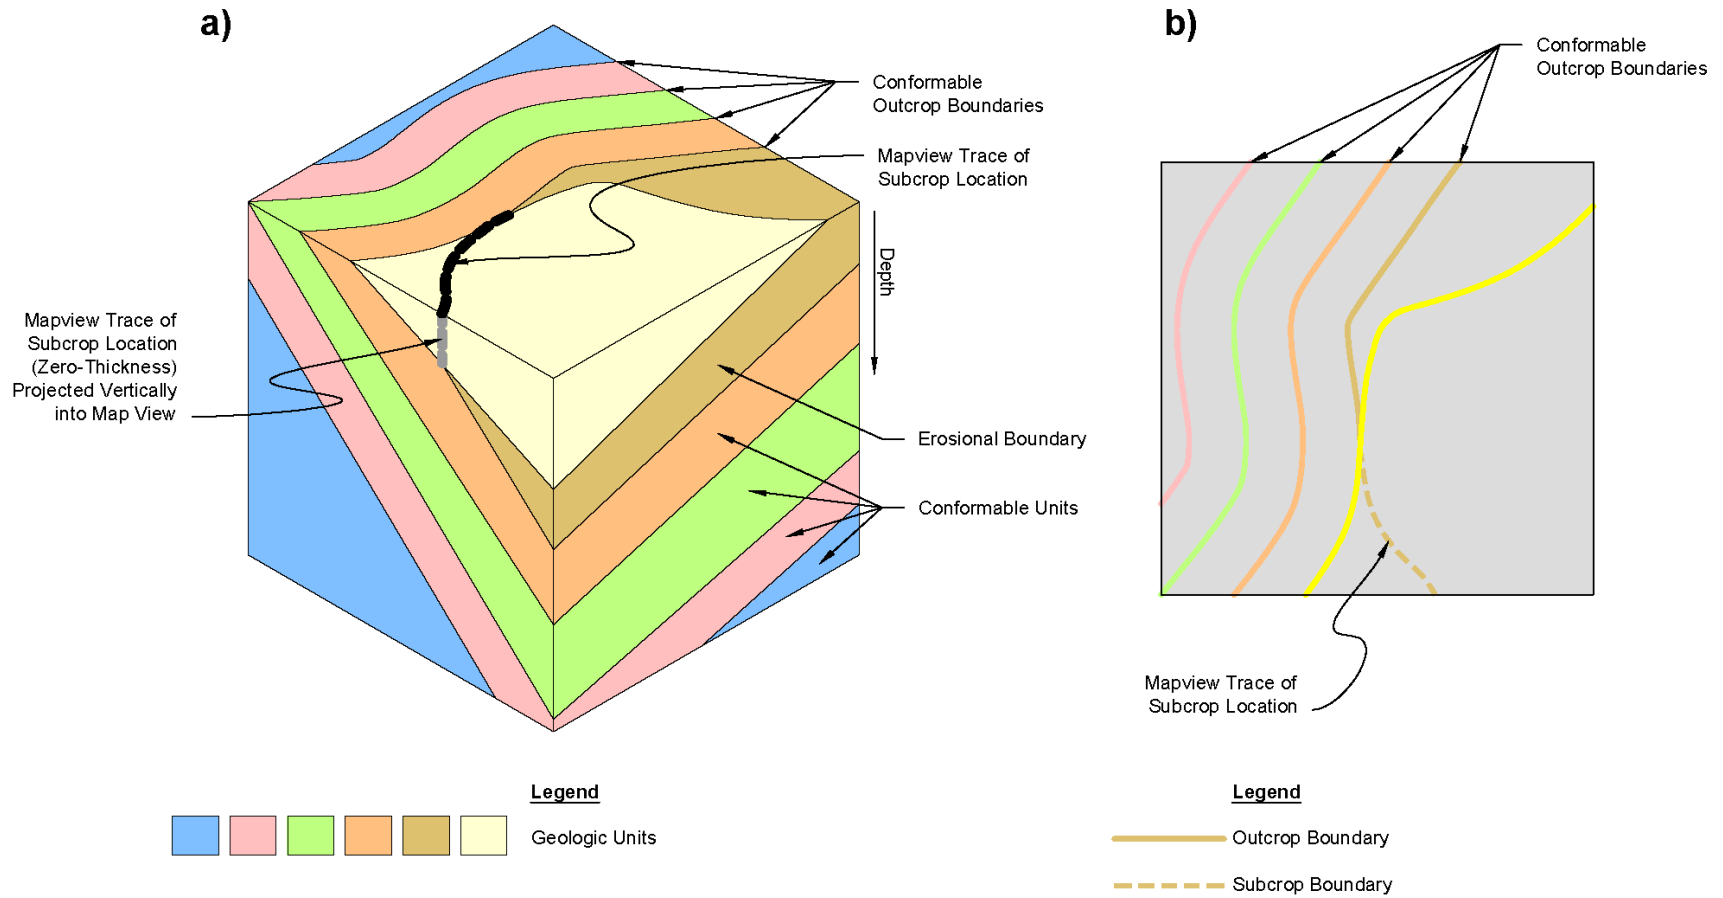 a)
Conformable
Outcrop Boundaries
Mapview Trace of
Subcrop Location
Depth
Mapview Trace of
Subcrop Location
(Zero-Thickness)
Projected Vertically
into Map View
Erosional Boundary
Conformable Units
Legend
Geologic Units
b)
Conformable
Outcrop Boundaries
Mapview Trace of
Subcrop Location
Legend
Outcrop Boundary
Subcrop Boundary